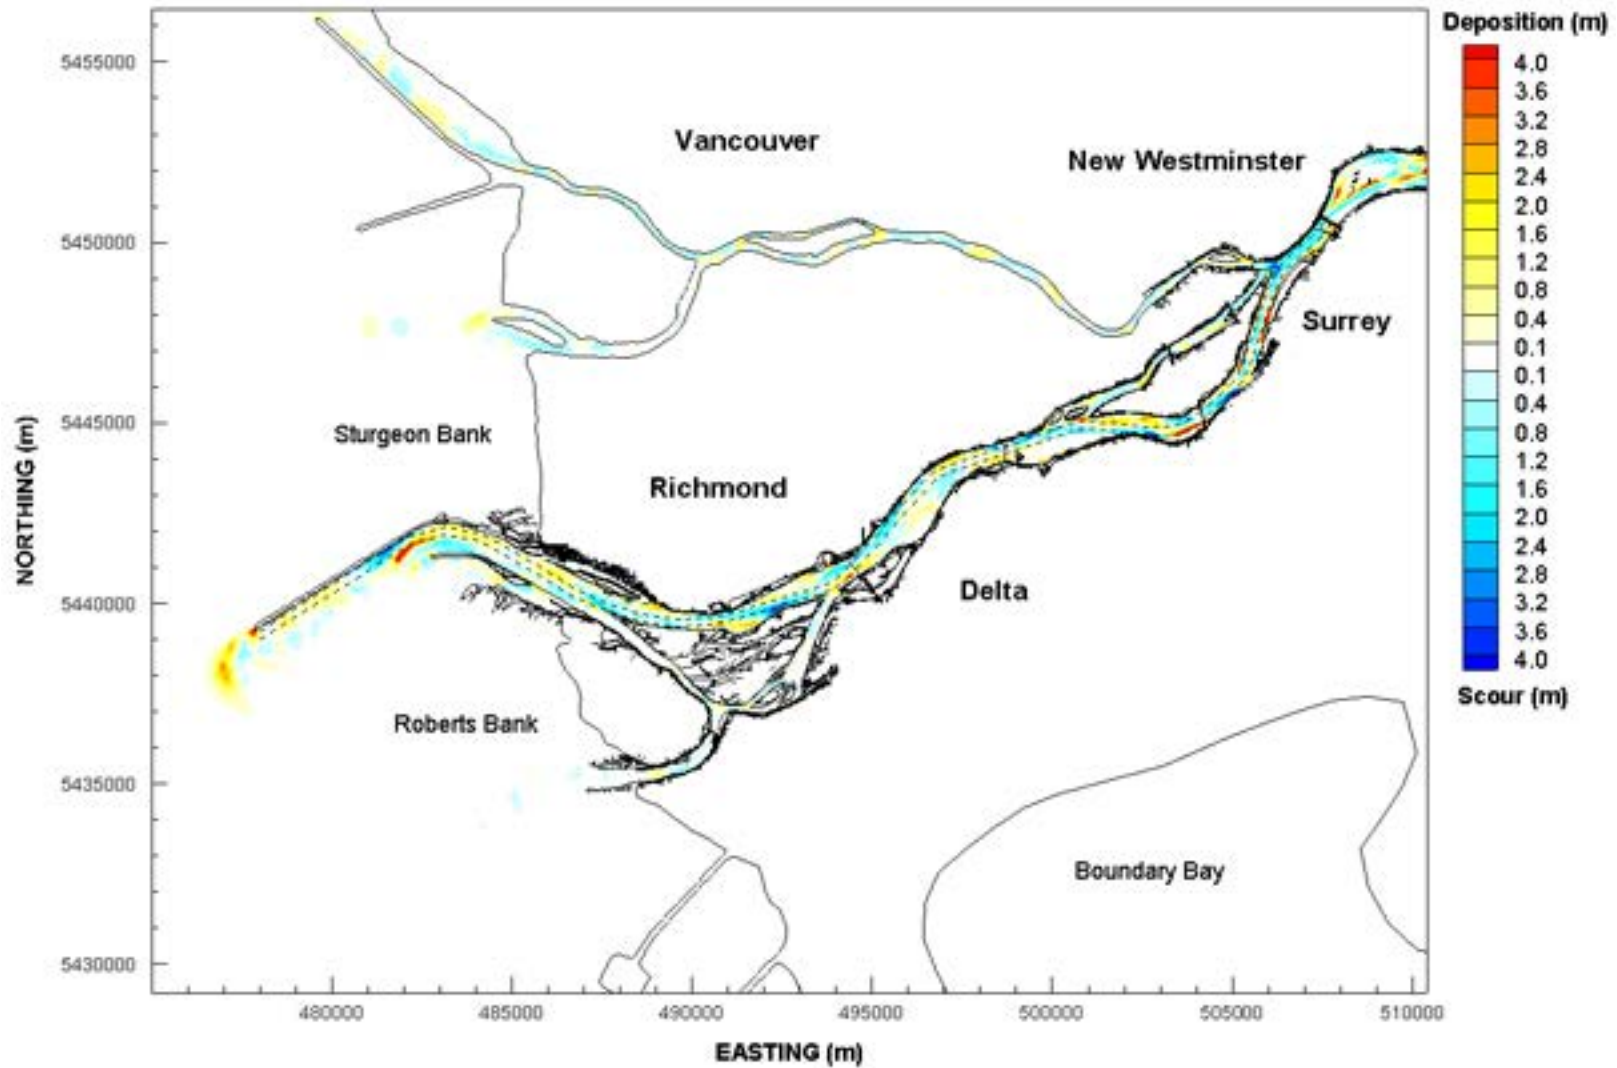 Deposition (m)
4.0
3.6
3.2
2.8
2.4
2.0
1.6
1.2
0.8
0.4
0.1
0.1
0.4
0.8
1.2
1.6
2.0
2.4
2.8
3.2
3.6
4.0
Scour (m)
5455000
5450000
5445000
5440000
5435000
5430000
NORTHING (m)
Vancouver
New Westminster
Surrey
Sturgeon Bank
Richmond
Delta
Roberts Bank
Boundary Bay
480000
485000
490000
495000
500000
505000
510000
EASTING (m)